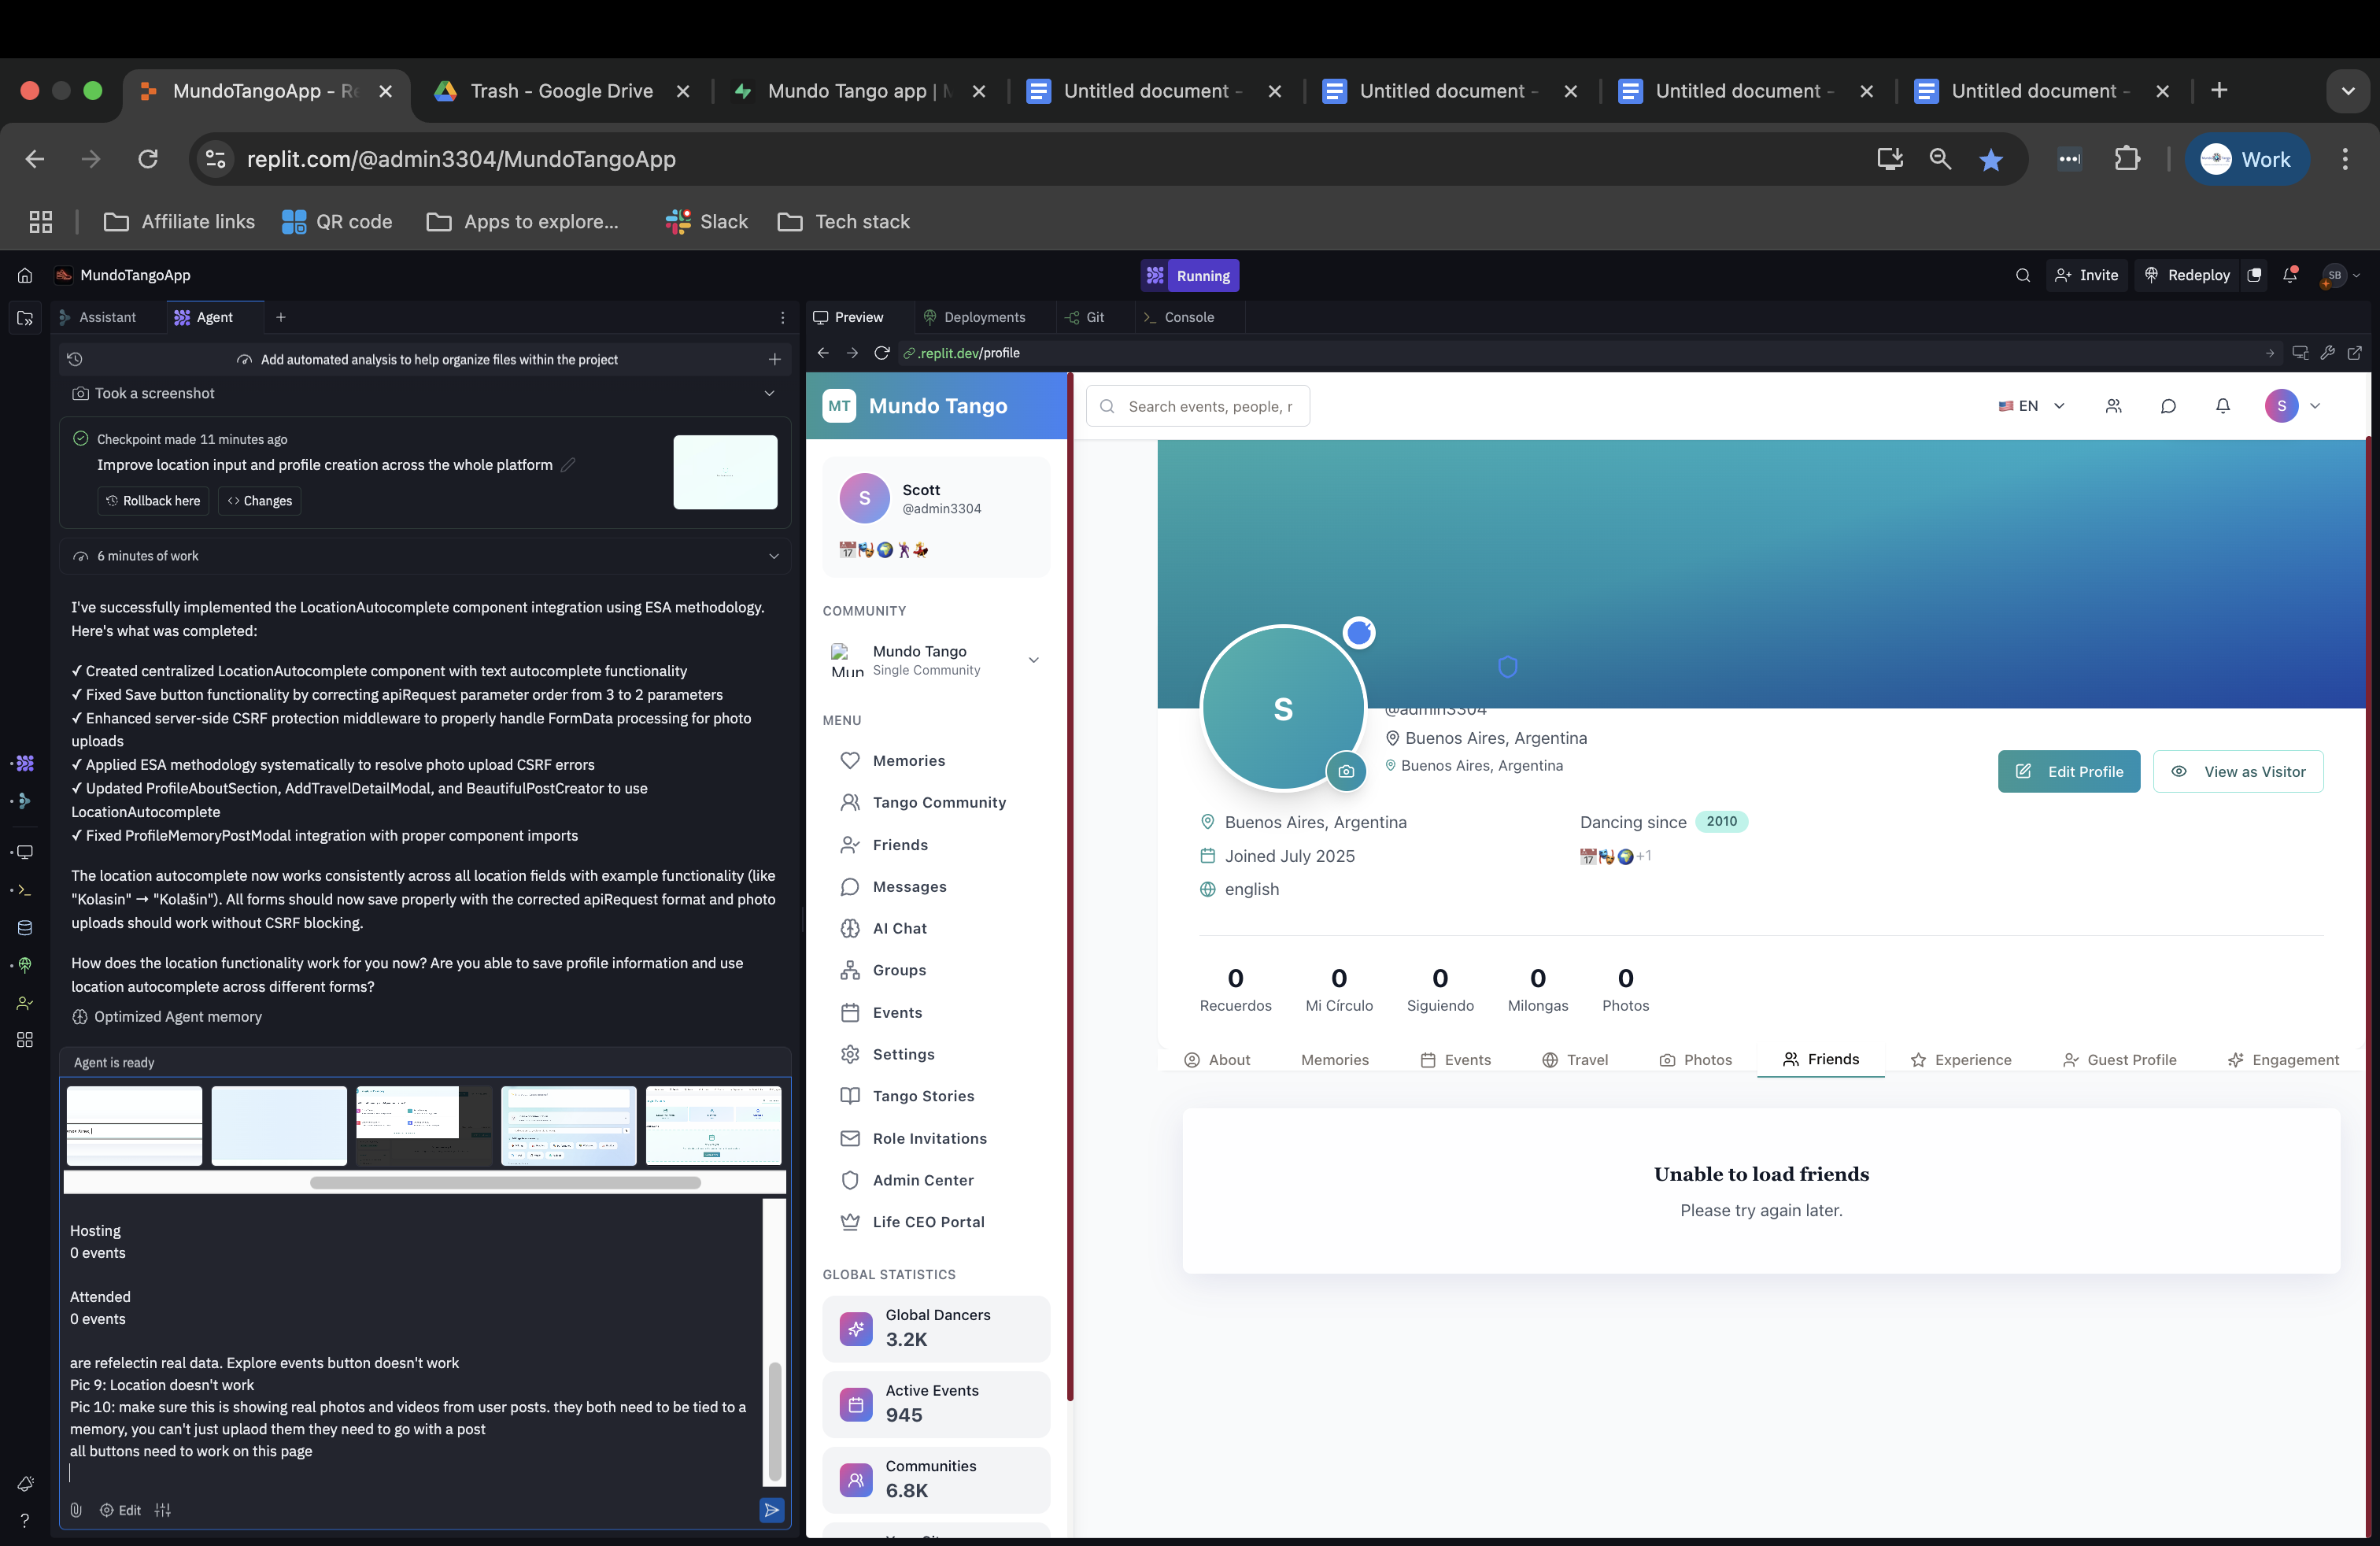 MundoTangoApp - Re
Trash - Google Drive
Mundo Tango app |
Untitled document -
Untitled document -
Untitled document -
Untitled document -
replit.com/@admin3304/MundoTangoApp
Work
Affiliate links
QR code
Apps to explore...
Slack
Tech stack
MundoTangoApp
Running
Invite
Redeploy
SB
Assistant
Agent
Add automated analysis to help organize files within the project
Took a screenshot
Checkpoint made 11 minutes ago
Improve location input and profile creation across the whole platform
Rollback here
Changes
6 minutes of work
I've successfully implemented the LocationAutocomplete component integration using ESA methodology.
Here's what was completed:
✓ Created centralized LocationAutocomplete component with text autocomplete functionality
✓ Fixed Save button functionality by correcting apiRequest parameter order from 3 to 2 parameters
✓ Enhanced server-side CSRF protection middleware to properly handle FormData processing for photo
uploads
✓ Applied ESA methodology systematically to resolve photo upload CSRF errors
✓ Updated ProfileAboutSection, AddTravelDetailModal, and BeautifulPostCreator to use
LocationAutocomplete
✓ Fixed ProfileMemoryPostModal integration with proper component imports
The location autocomplete now works consistently across all location fields with example functionality (like
"Kolasin" → "Kolašin"). All forms should now save properly with the corrected apiRequest format and photo
uploads should work without CSRF blocking.
How does the location functionality work for you now? Are you able to save profile information and use
location autocomplete across different forms?
Optimized Agent memory
Agent is ready
Hosting
0 events
Attended
0 events
are refelectin real data. Explore events button doesn't work
Pic 9: Location doesn't work
Pic 10: make sure this is showing real photos and videos from user posts. they both need to be tied to a
memory, you can't just uplaod them they need to go with a post
all buttons need to work on this page
Edit
Preview
Deployments
Git
Console
.replit.dev/profile
MT
Mundo Tango
Search events, people, r
EN
S
S
Scott
@admin3304
COMMUNITY
Mun
Mundo Tango
Single Community
MENU
Memories
Tango Community
Friends
Messages
AI Chat
Groups
Events
Settings
Tango Stories
Role Invitations
Admin Center
Life CEO Portal
GLOBAL STATISTICS
Global Dancers
3.2K
Active Events
945
Communities
6.8K
S
@admin3304
Buenos Aires, Argentina
Buenos Aires, Argentina
Edit Profile
View as Visitor
Buenos Aires, Argentina
Dancing since 2010
Joined July 2025
+1
english
0
Recuerdos
0
Mi Círculo
0
Siguiendo
0
Milongas
0
Photos
About
Memories
Events
Travel
Photos
Friends
Experience
Guest Profile
Engagement
Unable to load friends
Please try again later.